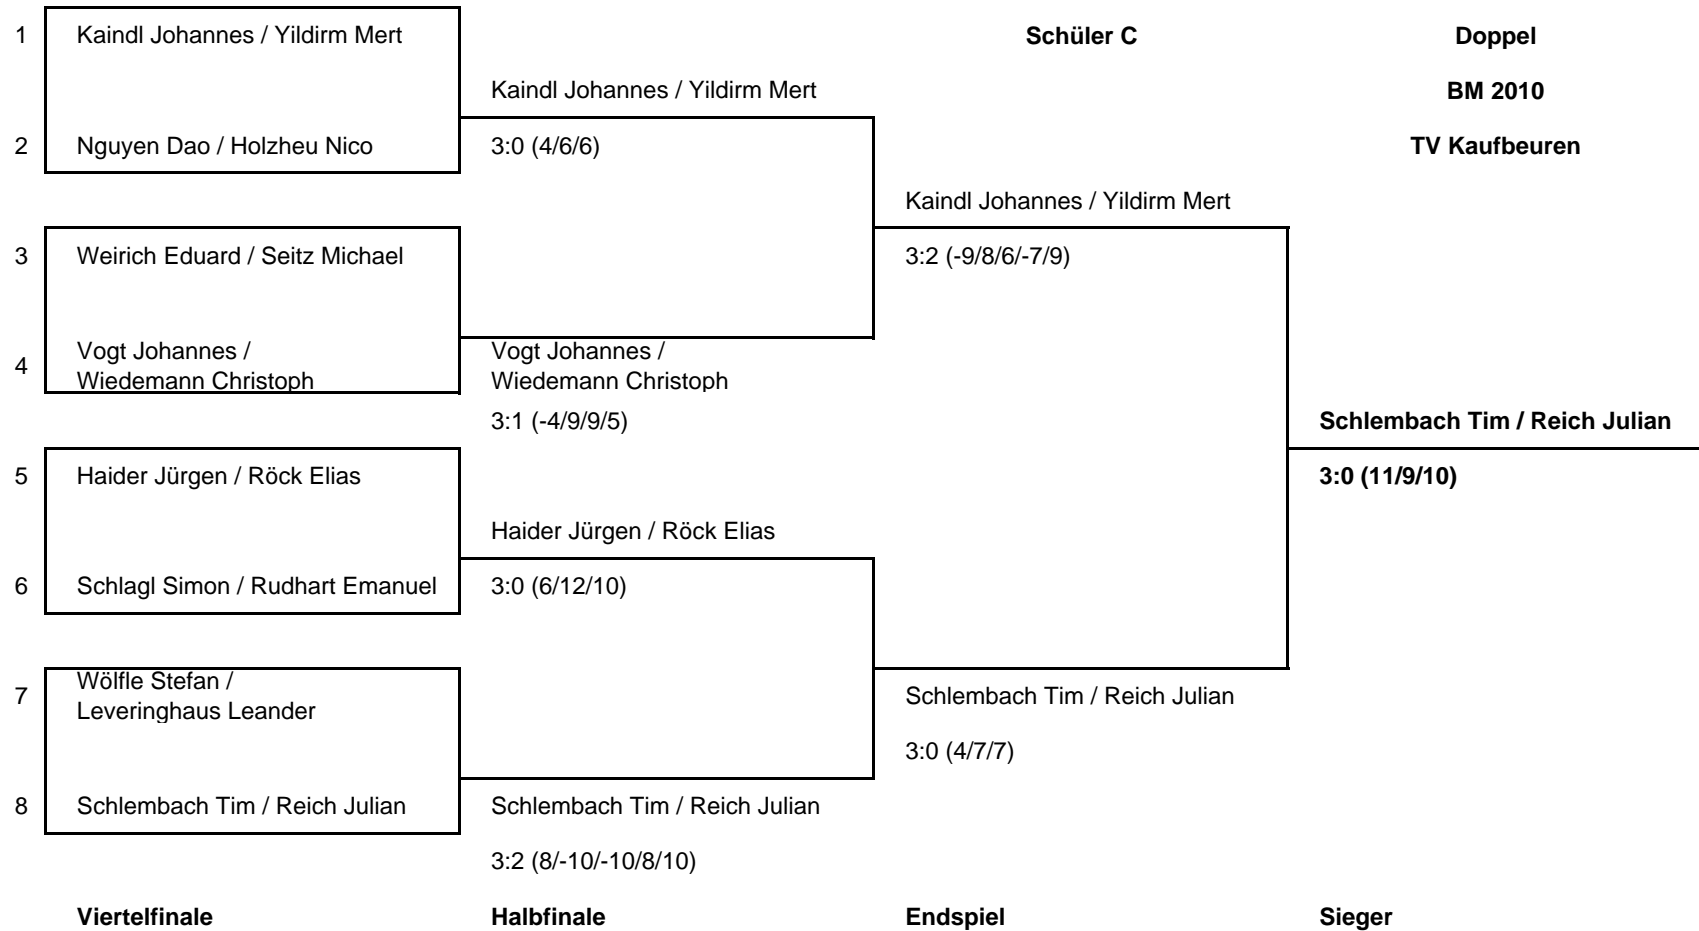 1 Kaindl Johannes / Yildirm Mert Schüler C Doppel
Kaindl Johannes / Yildirm Mert BM 2010
2 Nguyen Dao / Holzheu Nico 3:0 (4/6/6) TV Kaufbeuren
Kaindl Johannes / Yildirm Mert
3 Weirich Eduard / Seitz Michael 3:2 (-9/8/6/-7/9)
Vogt Johannes / Vogt Johannes /
4 Wiedemann Christoph Wiedemann Christoph
3:1 (-4/9/9/5) Schlembach Tim / Reich Julian
5 Haider Jürgen / Röck Elias 3:0 (11/9/10)
Haider Jürgen / Röck Elias
6 Schlagl Simon / Rudhart Emanuel 3:0 (6/12/10)
Wölfle Stefan /
7 Leveringhaus Leander Schlembach Tim / Reich Julian
3:0 (4/7/7)
8 Schlembach Tim / Reich Julian Schlembach Tim / Reich Julian
3:2 (8/-10/-10/8/10)
Viertelfinale Halbfinale Endspiel Sieger